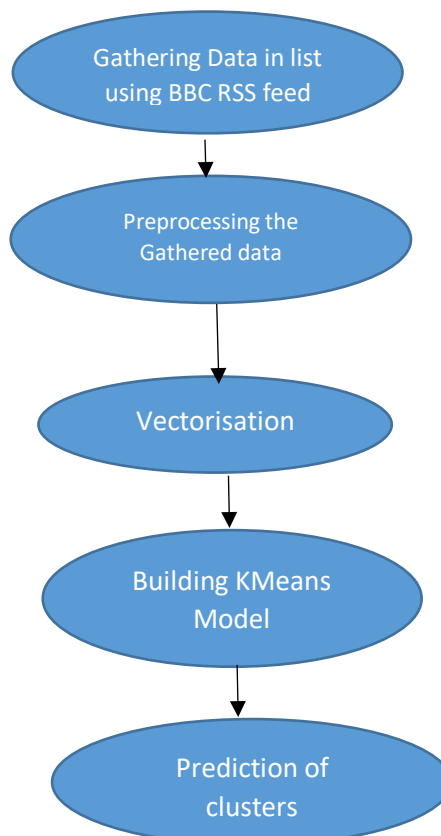 Gathering Data in list
using BBC RSS feed
Preprocessing the
Gathered data
Vectorisation
Building KMeans
Model
Prediction of
clusters